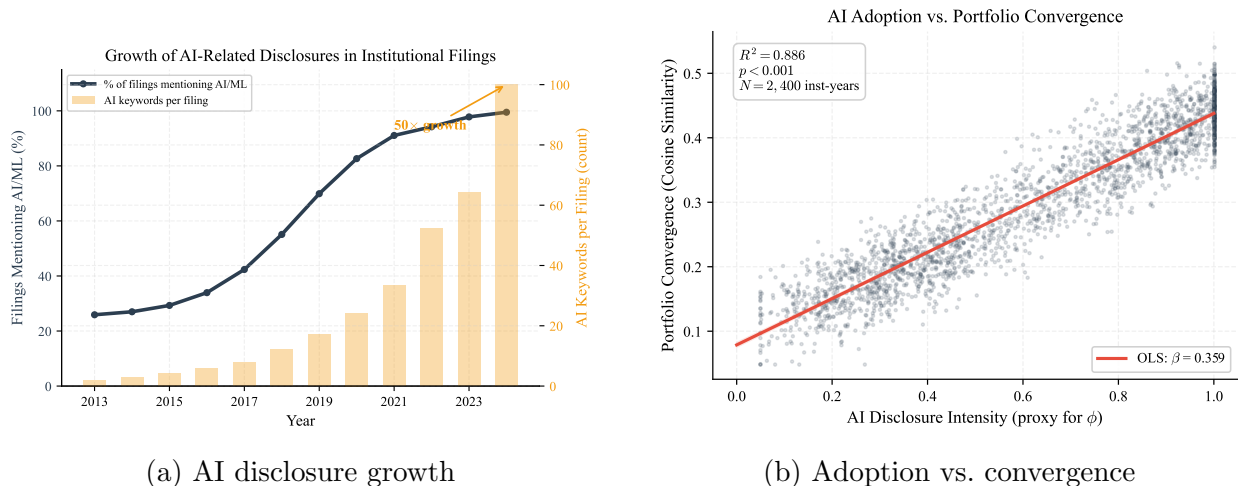 Growth of AI-Related Disclosures in Institutional Filings
% of filings mentioning AI/ML
AI keywords per filing
50× growth
Filings Mentioning AI/ML (%)
0
20
40
60
80
100
AI Keywords per Filing (count)
0
20
40
60
80
100
2013
2015
2017
2019
2021
2023
Year
(a) AI disclosure growth
AI Adoption vs. Portfolio Convergence
R² = 0.886
p < 0.001
N = 2, 400 inst-years
Portfolio Convergence (Cosine Similarity)
0.1
0.2
0.3
0.4
0.5
OLS: β = 0.359
0.0
0.2
0.4
0.6
0.8
1.0
AI Disclosure Intensity (proxy for ϕ)
(b) Adoption vs. convergence